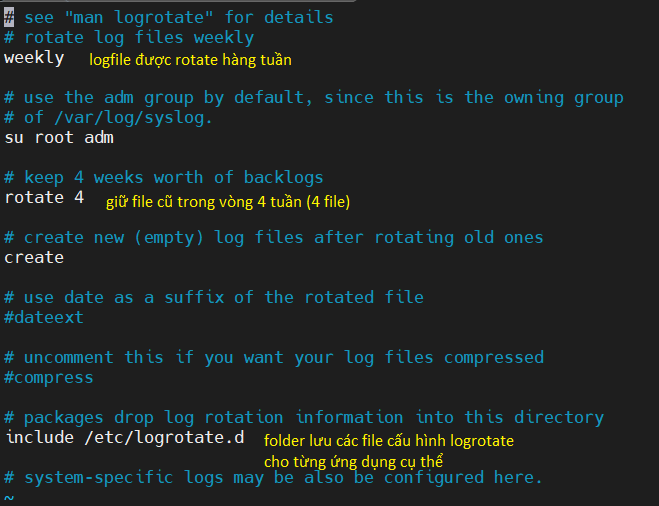 # see "man logrotate" for details
# rotate log files weekly
weekly logfile được rotate hàng tuần
# use the adm group by default, since this is the owning group
# of /var/log/syslog.
su root adm
# keep 4 weeks worth of backlogs
rotate 4 giữ file cũ trong vòng 4 tuần (4 file)
# create new (empty) log files after rotating old ones
create
# use date as a suffix of the rotated file
#dateext
# uncomment this if you want your log files compressed
#compress
# packages drop log rotation information into this directory
include /etc/logrotate.d folder lưu các file cấu hình logrotate
cho từng ứng dụng cụ thể
# system-specific logs may be also be configured here.
~